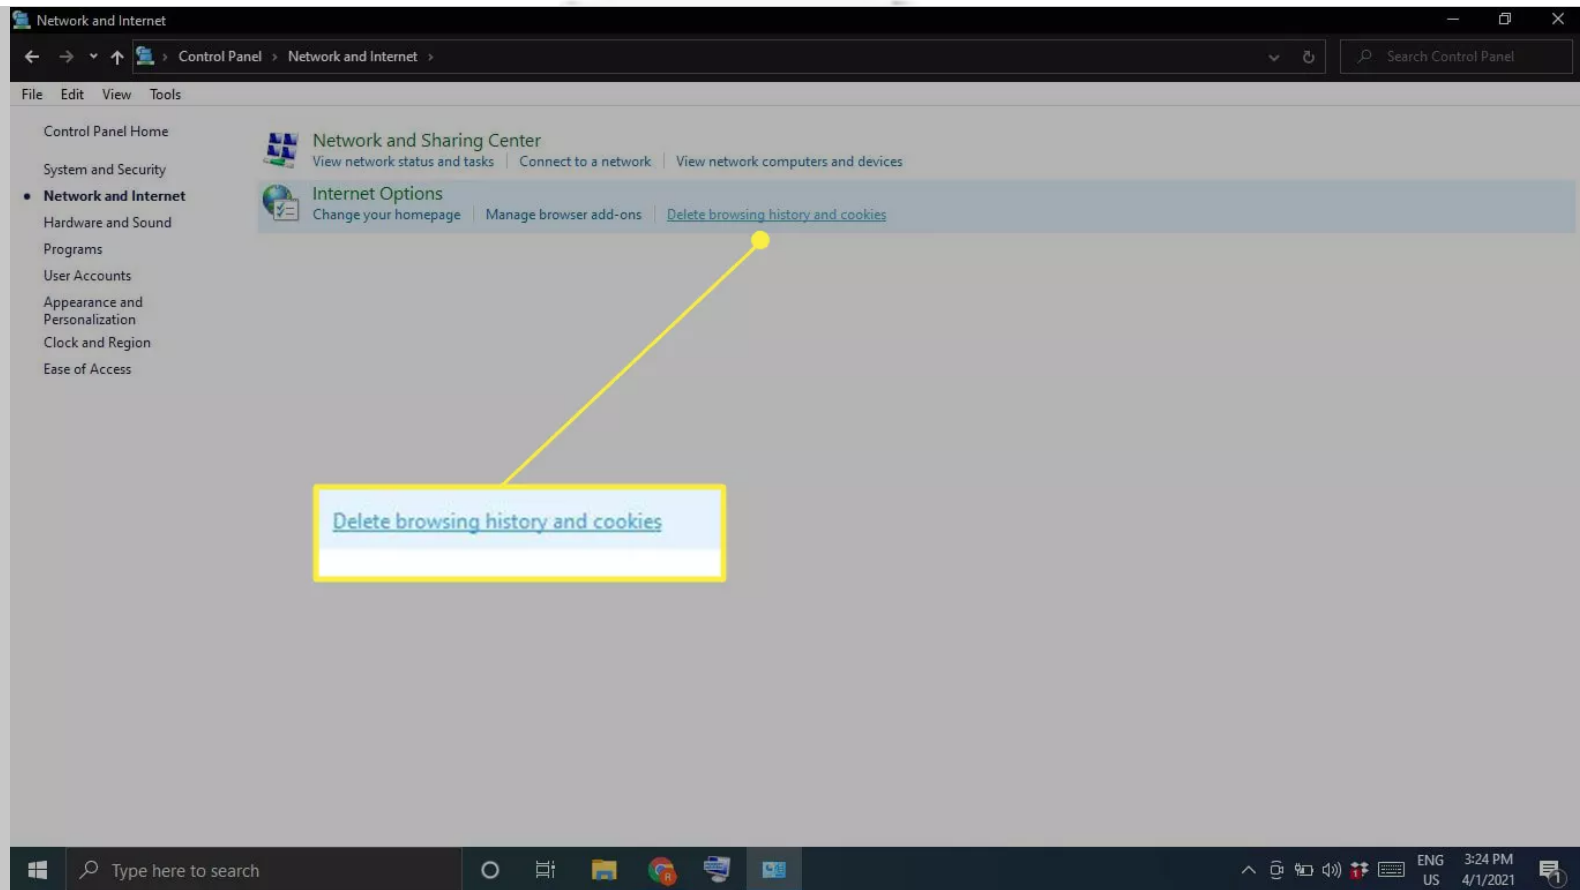 Network and Internet
Control Panel > Network and Internet >
Search Control Panel
File Edit View Tools
Control Panel Home
System and Security
Network and Internet
Hardware and Sound
Programs
User Accounts
Appearance and
Personalization
Clock and Region
Ease of Access
Network and Sharing Center
View network status and tasks | Connect to a network | View network computers and devices
Internet Options
Change your homepage | Manage browser add-ons | Delete browsing history and cookies
Delete browsing history and cookies
Type here to search
R
1
ENG
US
3:24 PM
4/1/2021
1